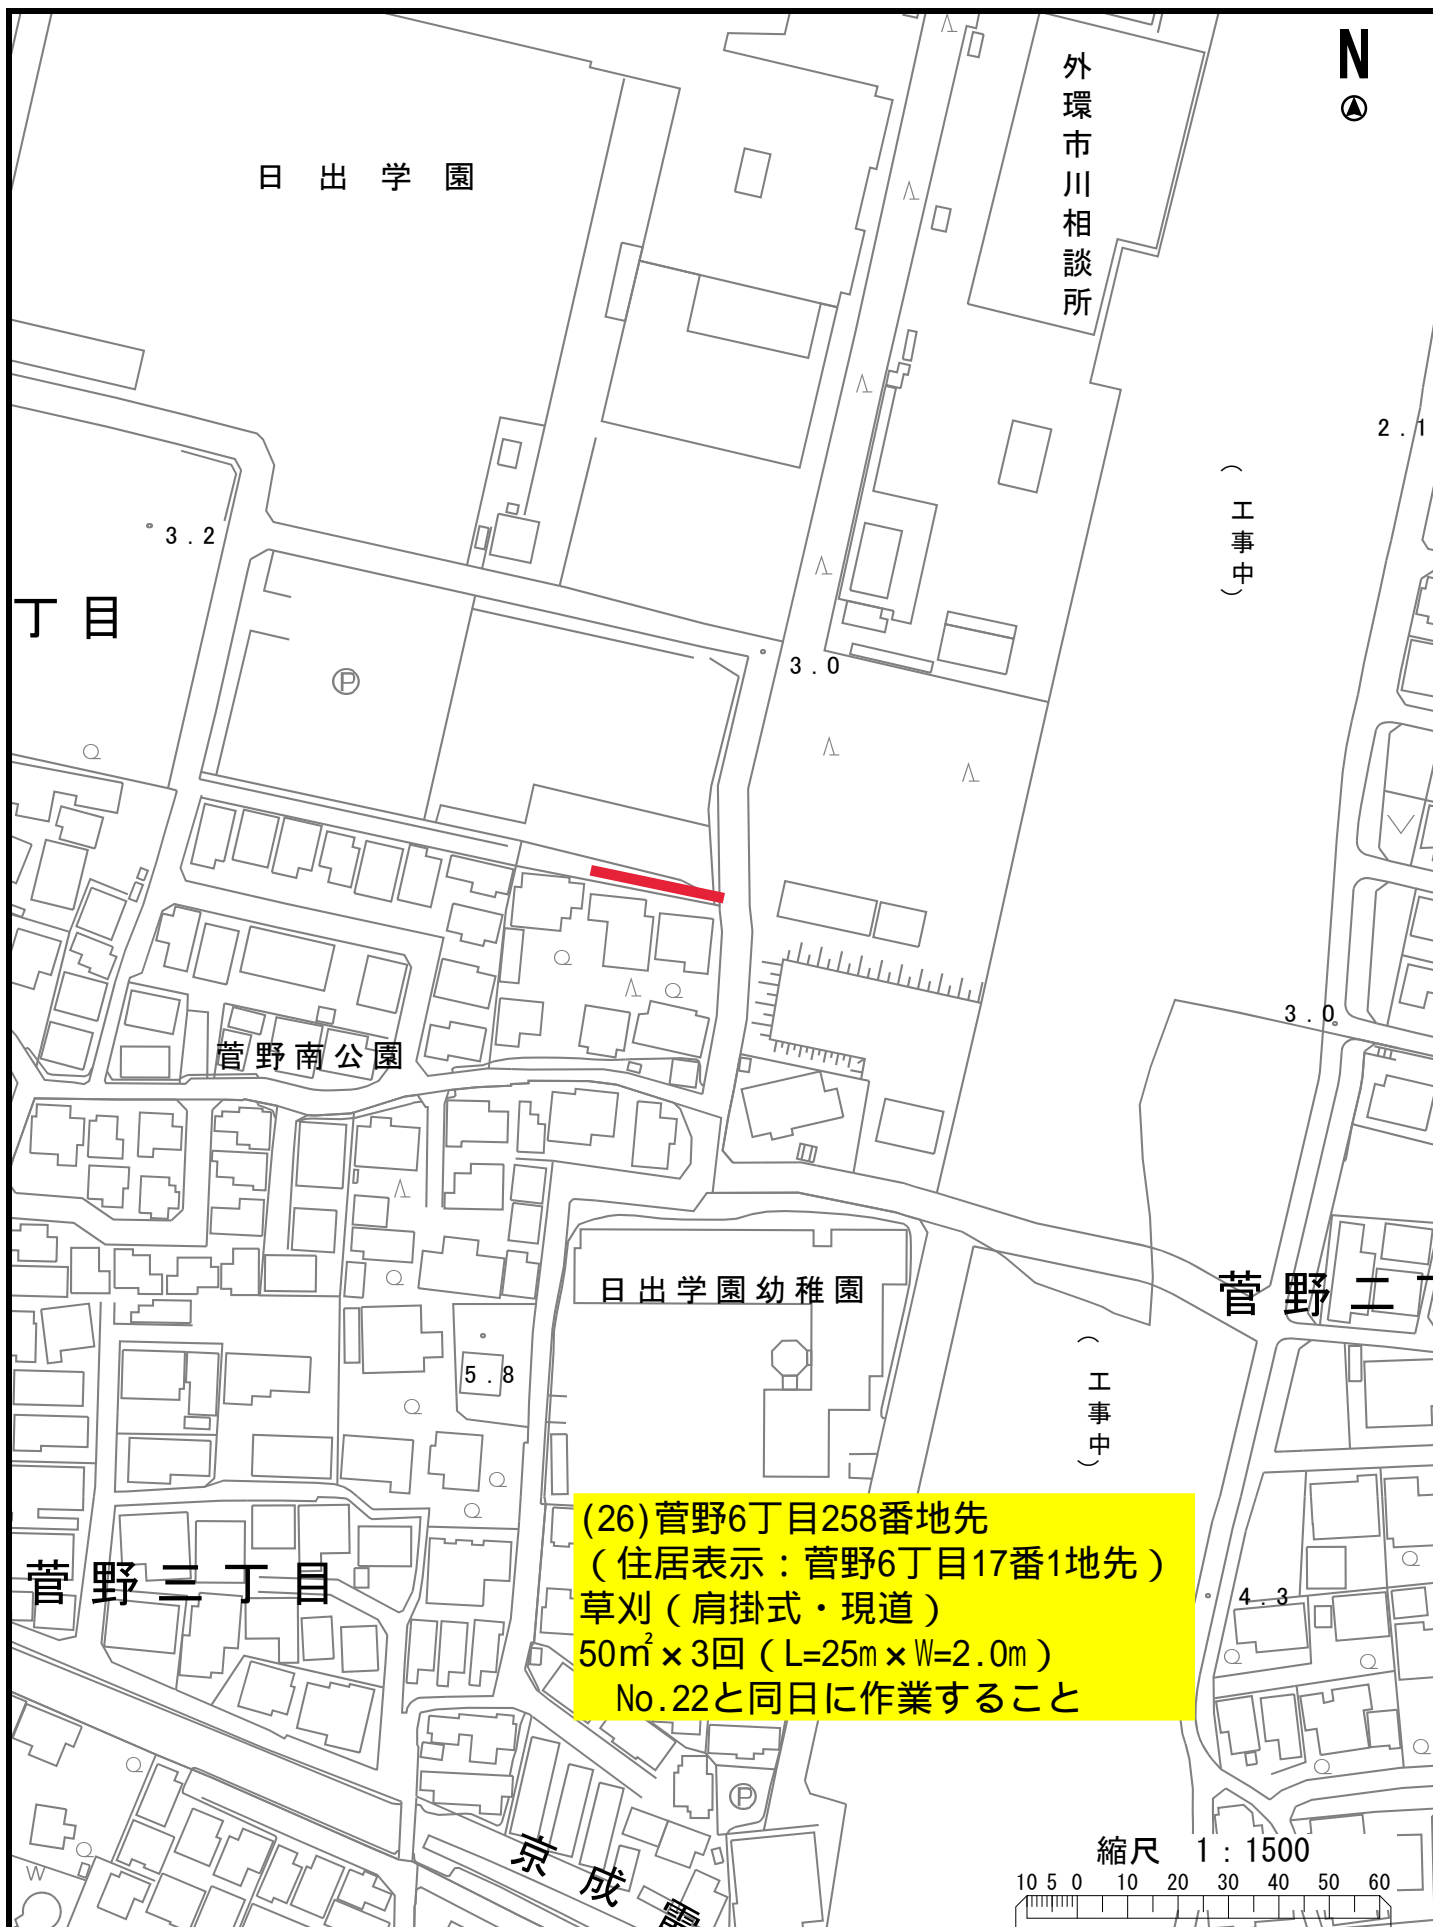 N
外環市川相談所
日出学園
2.1
(工事中)
3.2
丁目
3.0
P
3.0
菅野南公園
日出学園幼稚園
菅野二丁
5.8
(工事中)
(26)菅野6丁目258番地先
(住居表示:菅野6丁目17番1地先)
草刈(肩掛式・現道)
50㎡×3回(L=25m×W=2.0m)
No.22と同日に作業すること
菅野三丁目
4.3
P
京成電
W
縮尺 1:1500
10 5 0 10 20 30 40 50 60